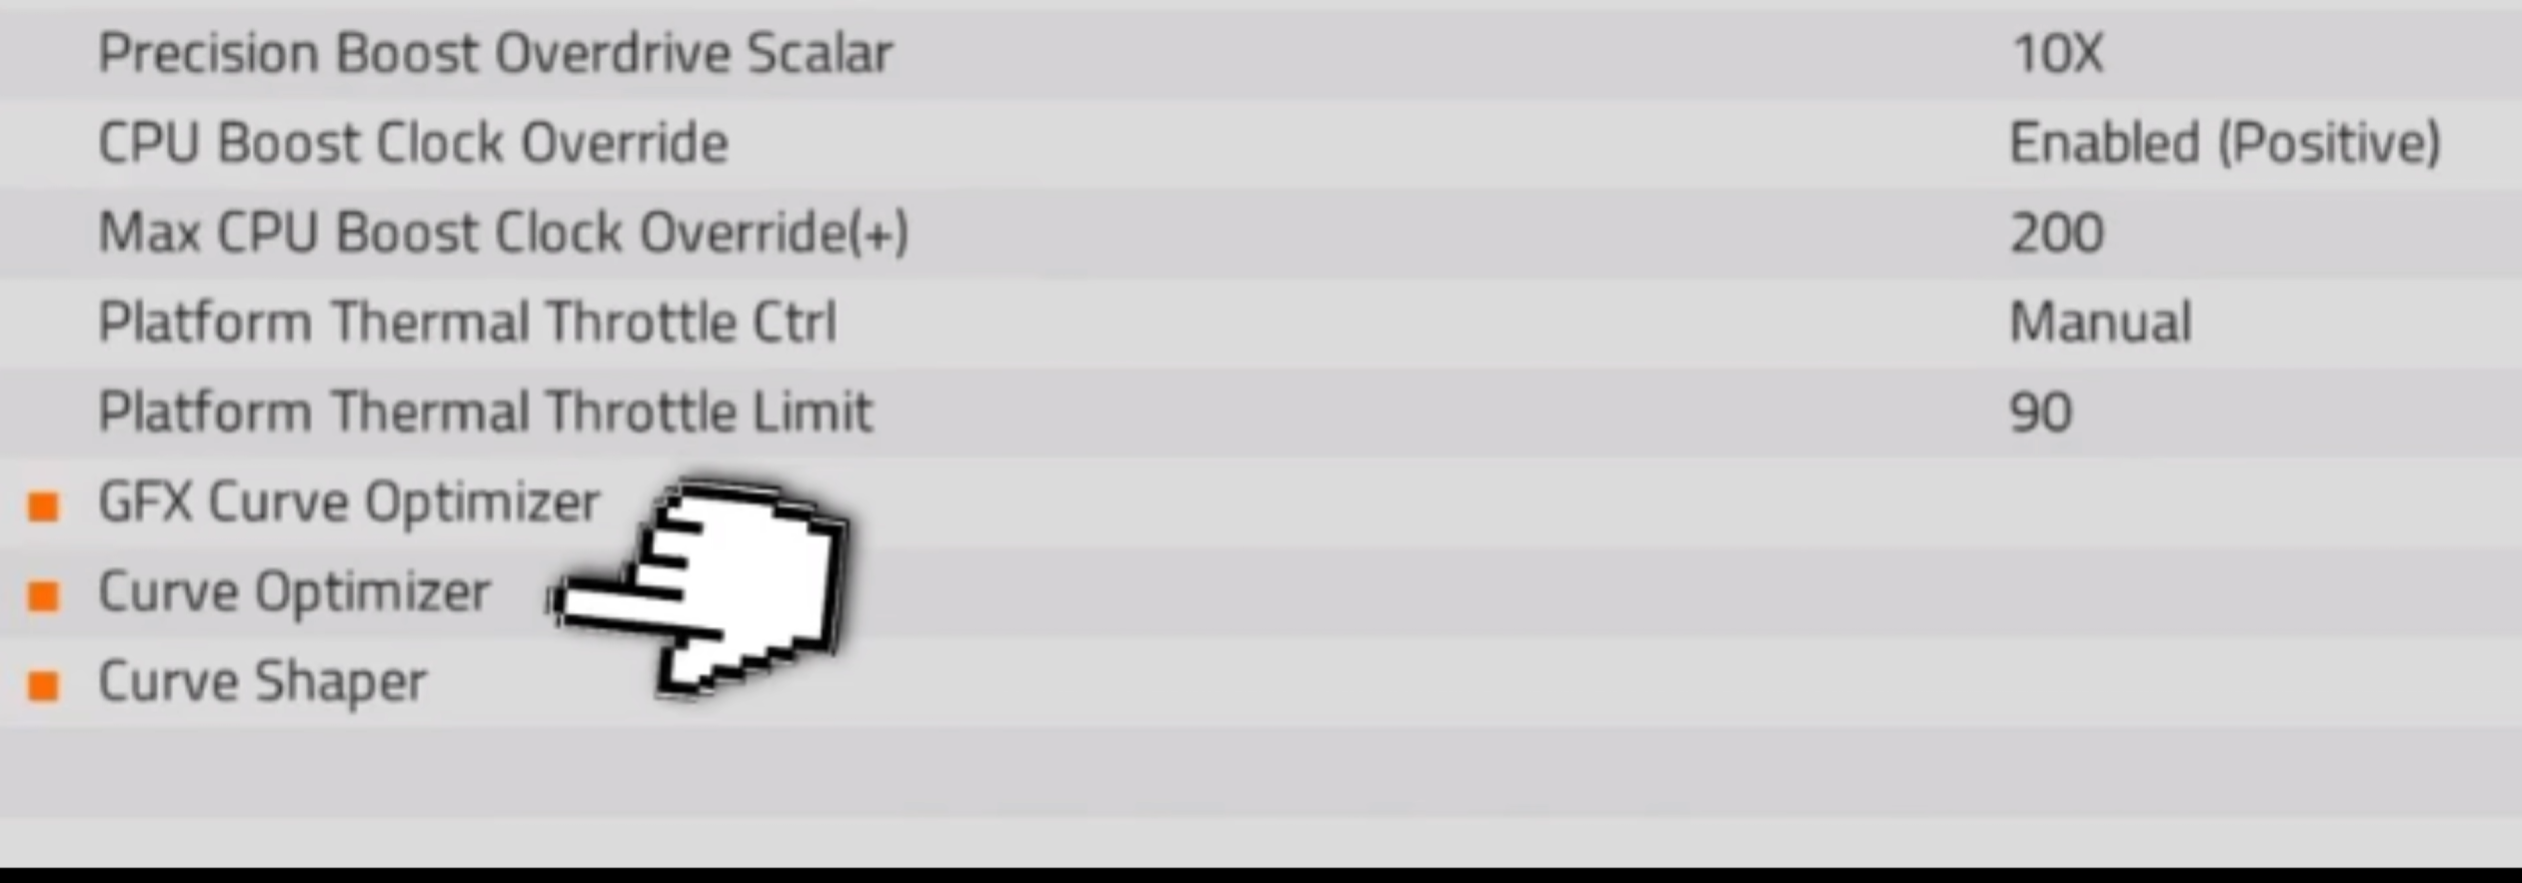 Precision Boost Overdrive Scalar 10X
CPU Boost Clock Override Enabled (Positive)
Max CPU Boost Clock Override(+) 200
Platform Thermal Throttle Ctrl Manual
Platform Thermal Throttle Limit 90
GFX Curve Optimizer
Curve Optimizer
Curve Shaper